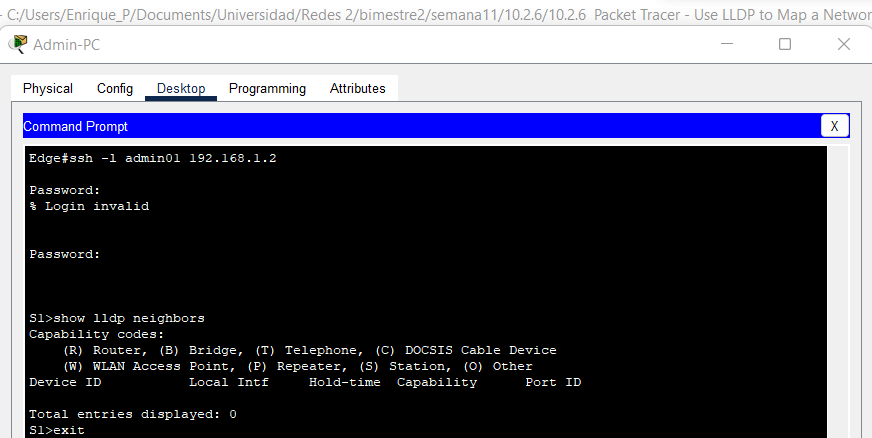 - C:/Users/Enrique_P/Documents/Universidad/Redes 2/bimestre2/semana11/10.2.6/10.2.6 Packet Tracer - Use LLDP to Map a Networ
Admin-PC
Physical Config Desktop Programming Attributes
Command Prompt X
Edge#ssh -l admin01 192.168.1.2
Password:
% Login invalid
Password:
S1>show lldp neighbors
Capability codes:
(R) Router, (B) Bridge, (T) Telephone, (C) DOCSIS Cable Device
(W) WLAN Access Point, (P) Repeater, (S) Station, (O) Other
Device ID Local Intf Hold-time Capability Port ID
Total entries displayed: 0
S1>exit